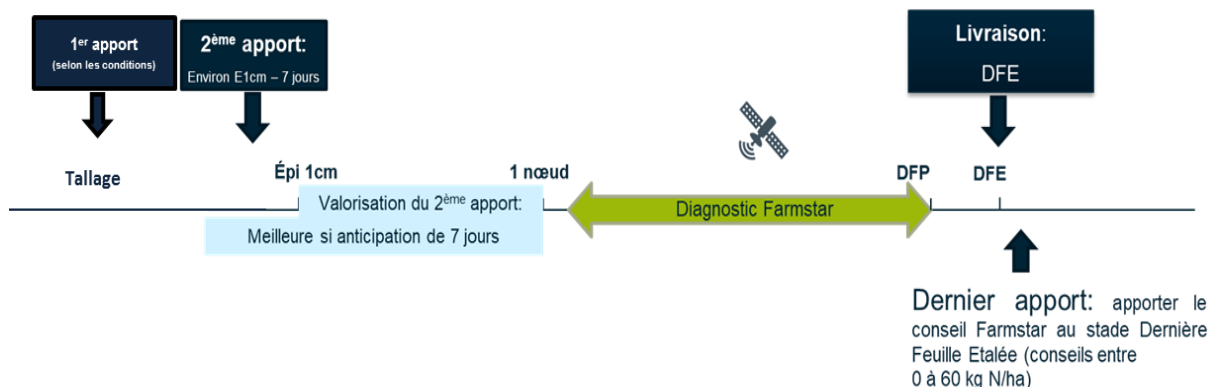 1er apport
(selon les conditions)
2ème apport:
Environ E1cm – 7 jours
Livraison:
DFE
Tallage
Épi 1cm
1 nœud
DFP
DFE
Valorisation du 2ème apport:
Meilleure si anticipation de 7 jours
Diagnostic Farmstar
Dernier apport: apporter le
conseil Farmstar au stade Dernière
Feuille Etalée (conseils entre
0 à 60 kg N/ha)